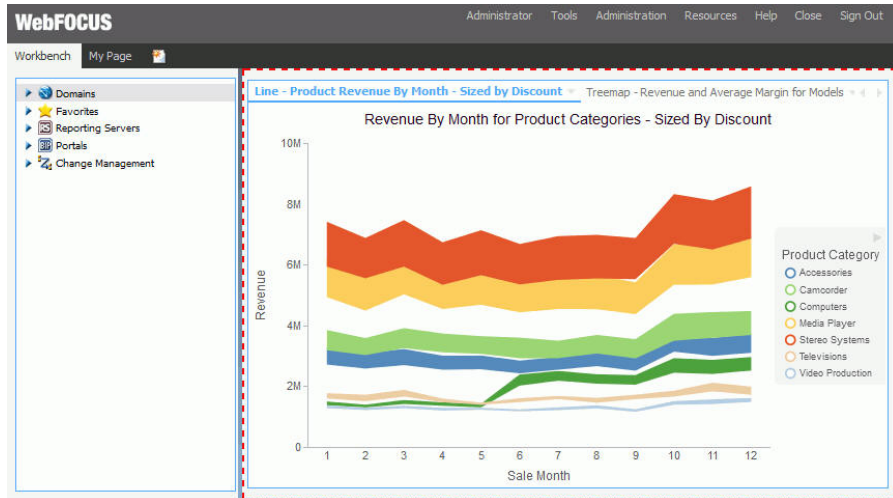 WebFOCUS
Administrator Tools Administration Resources Help Close Sign Out
Workbench My Page
Domains
Favorites
Reporting Servers
Portals
Change Management
Line - Product Revenue By Month - Sized by Discount
Treemap - Revenue and Average Margin for Models
Revenue By Month for Product Categories - Sized By Discount
10M
8M
6M
4M
2M
0
Revenue
1 2 3 4 5 6 7 8 9 10 11 12
Sale Month
Product Category
Accessories
Camcorder
Computers
Media Player
Stereo Systems
Televisions
Video Production